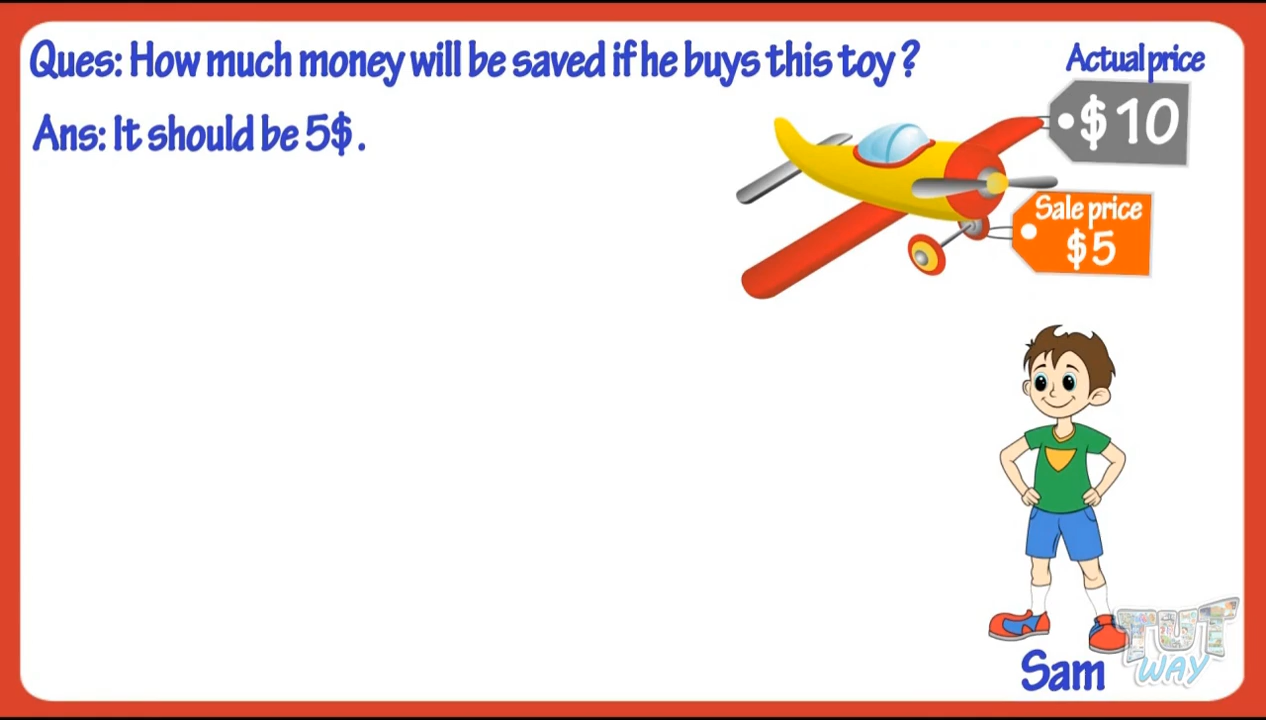 Ques: How much money will be saved if he buys this toy ?
Actual price
$10
Ans: It should be 5$.
Sale price
$5
Sam
TUT
WAY